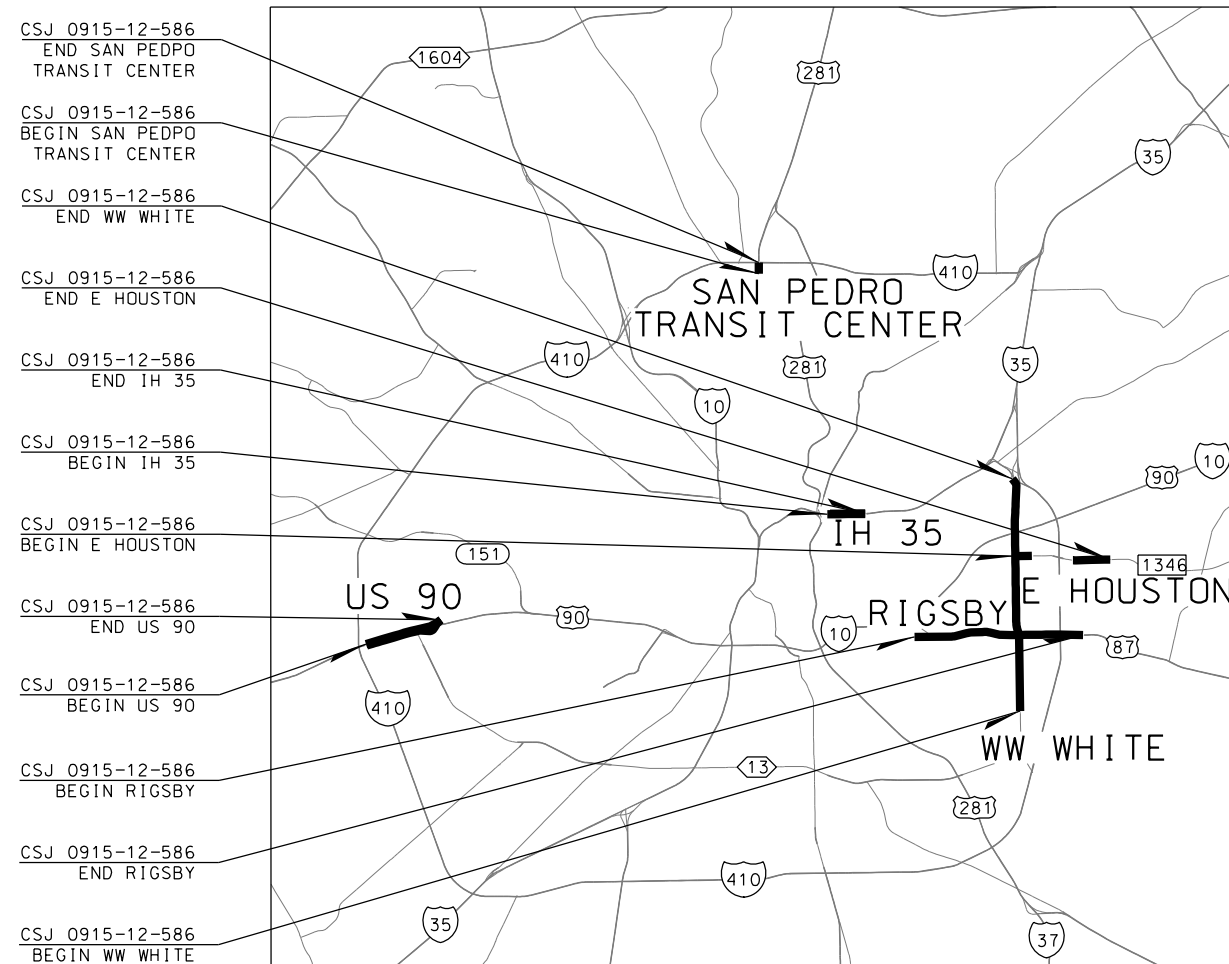 CSJ 0915-12-586
END SAN PEDPO
TRANSIT CENTER
CSJ 0915-12-586
BEGIN SAN PEDPO
TRANSIT CENTER
CSJ 0915-12-586
END WW WHITE
CSJ 0915-12-586
END E HOUSTON
CSJ 0915-12-586
END IH 35
CSJ 0915-12-586
BEGIN IH 35
CSJ 0915-12-586
BEGIN E HOUSTON
CSJ 0915-12-586
END US 90
CSJ 0915-12-586
BEGIN US 90
CSJ 0915-12-586
BEGIN RIGSBY
CSJ 0915-12-586
END RIGSBY
CSJ 0915-12-586
BEGIN WW WHITE
1604
281
35
410
SAN PEDRO
TRANSIT CENTER
410
281
35
10
10
90
IH 35
151
1346
US 90
E HOUSTON
RIGSBY
90
10
87
410
WW WHITE
13
281
410
35
37